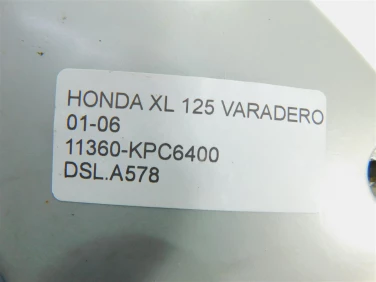 HONDA XL 125 VARADERO
01-06
11360-KPC6400
DSL.A578